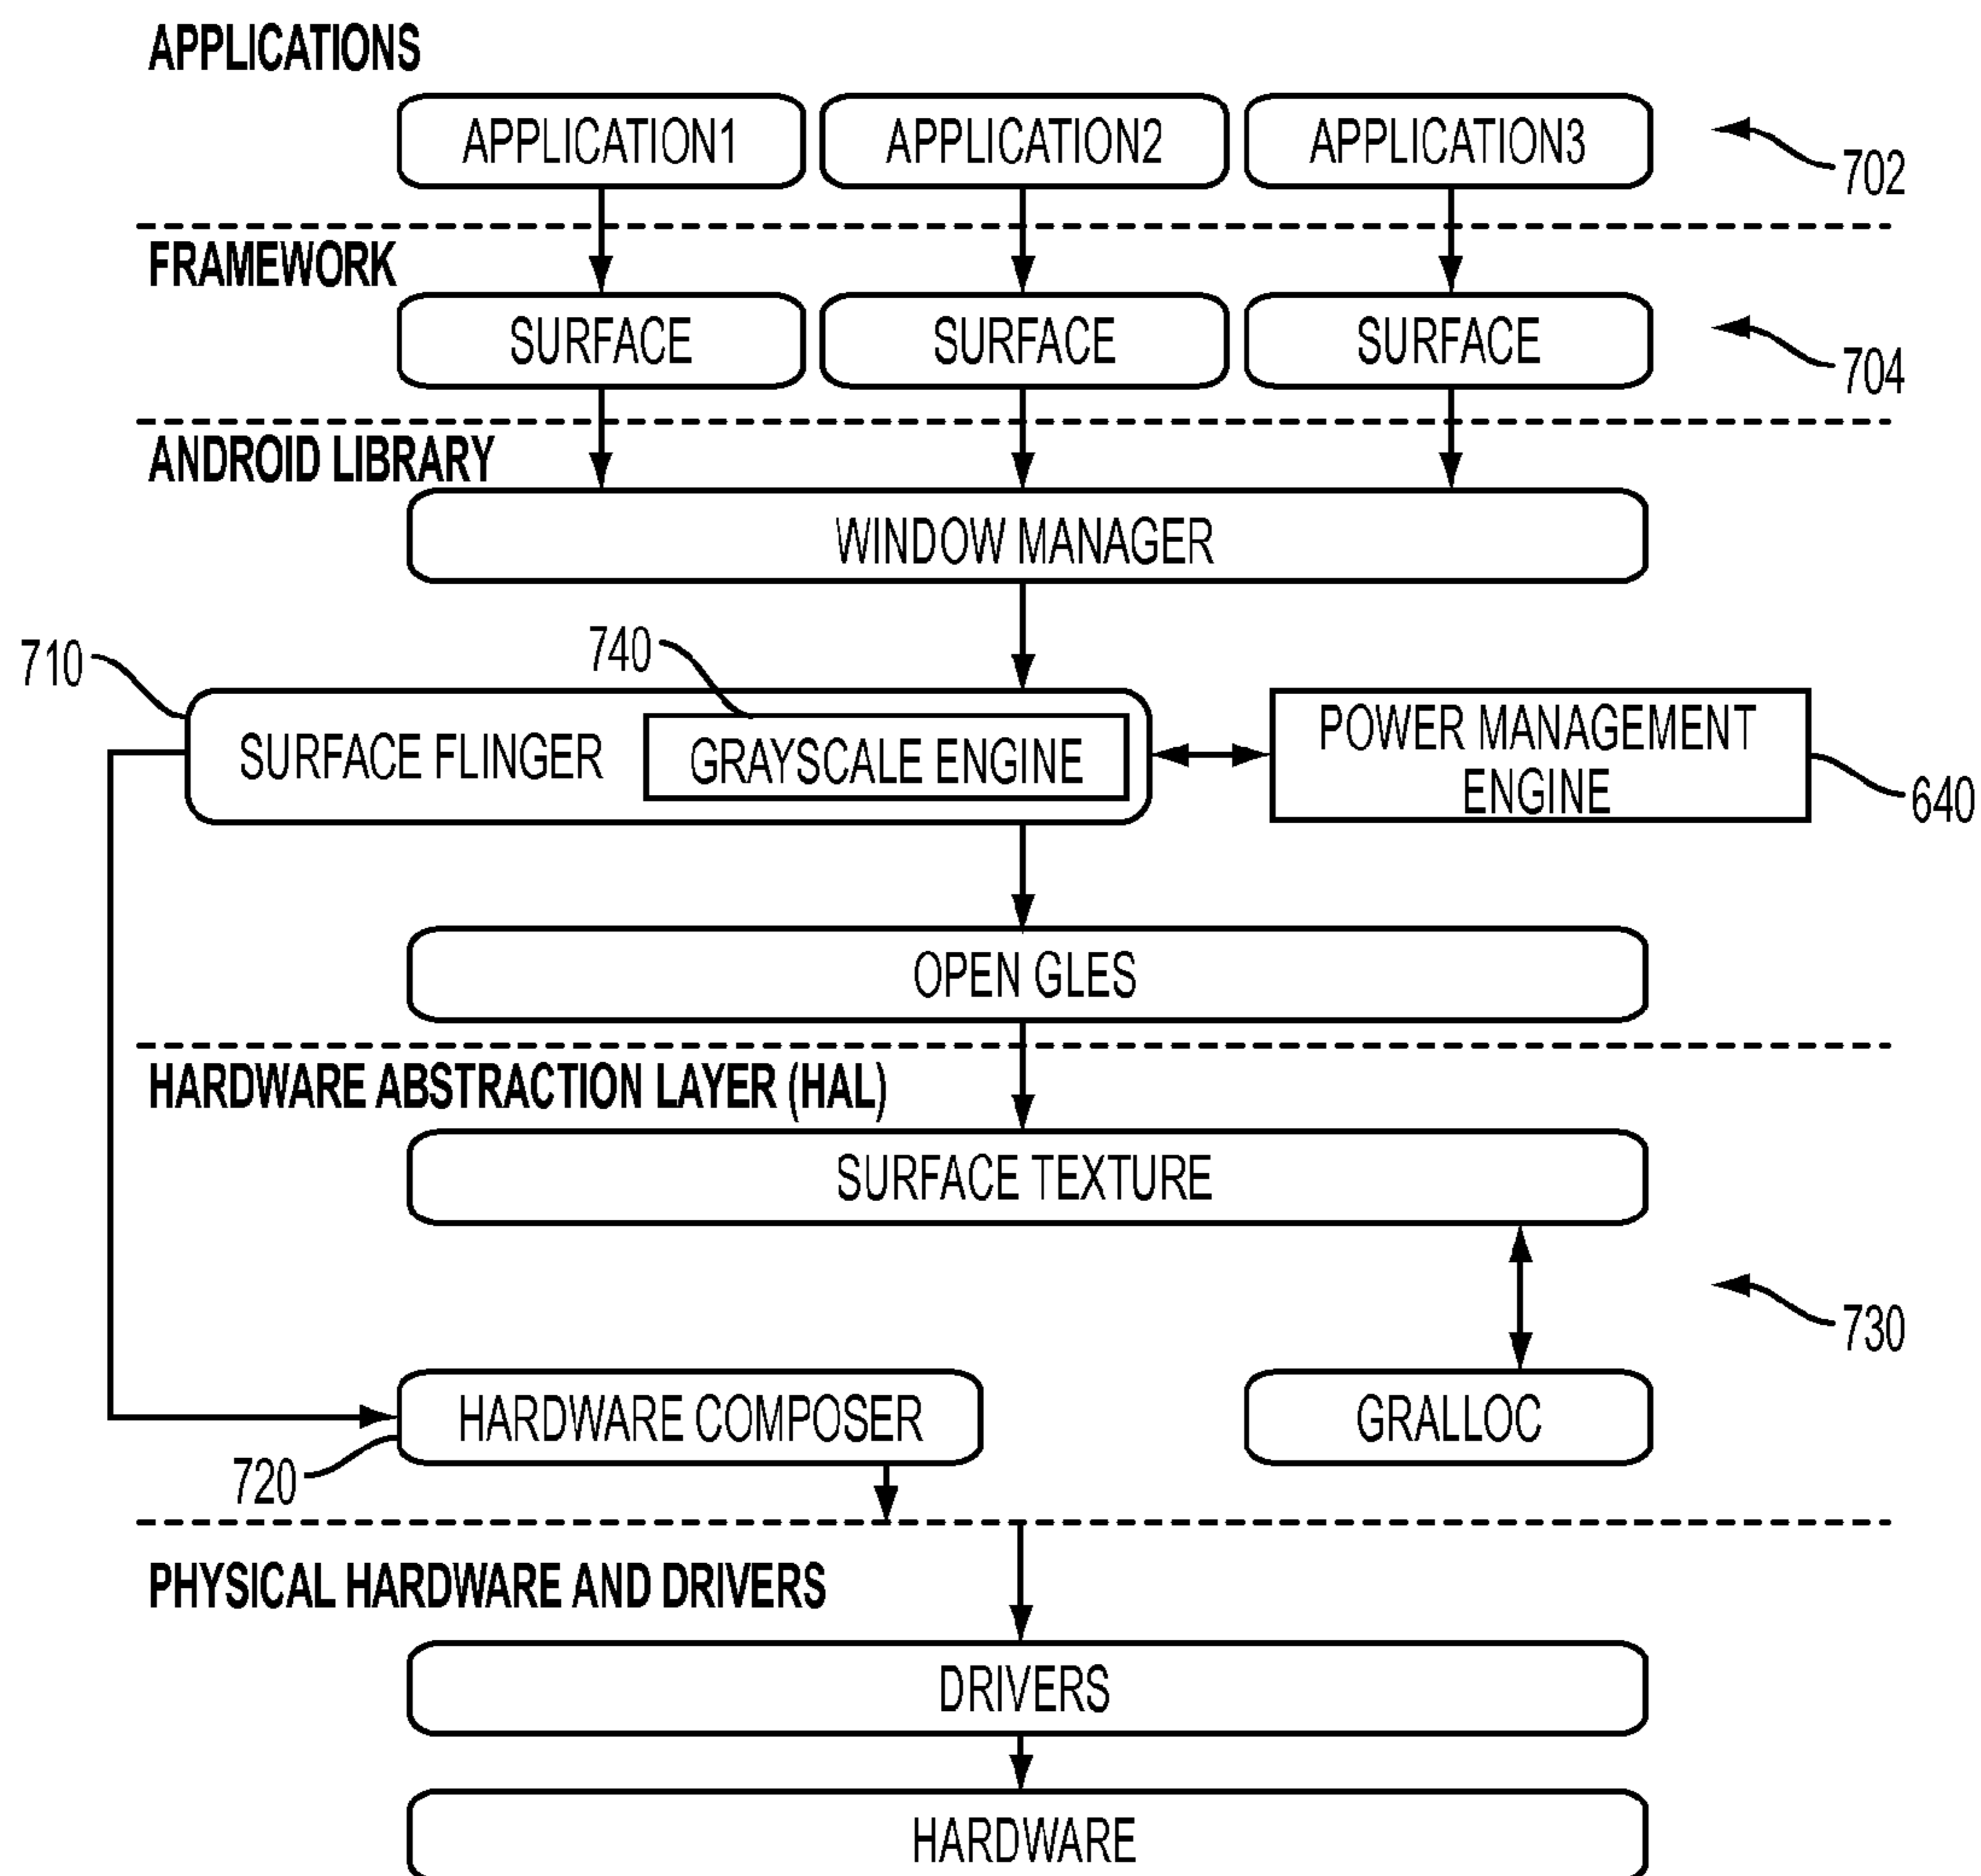 APPLICATIONS
APPLICATION1 APPLICATION2 APPLICATION3
702
FRAMEWORK
SURFACE SURFACE SURFACE
704
ANDROID LIBRARY
WINDOW MANAGER
710
740
SURFACE FLINGER GRAYSCALE ENGINE
POWER MANAGEMENT
ENGINE
640
OPEN GLES
HARDWARE ABSTRACTION LAYER (HAL)
SURFACE TEXTURE
730
HARDWARE COMPOSER GRALLOC
720
PHYSICAL HARDWARE AND DRIVERS
DRIVERS
HARDWARE